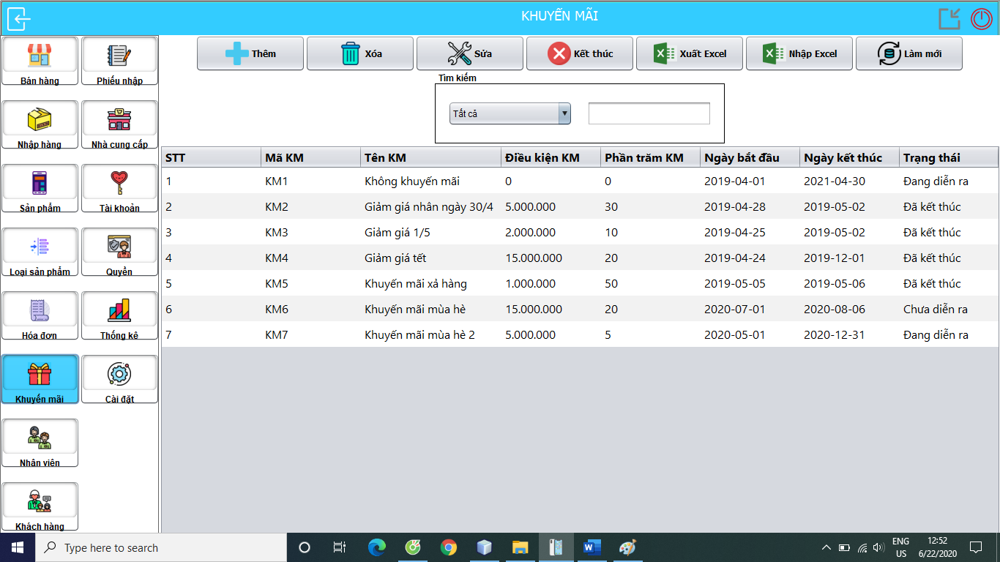 KHUYẾN MÃI
Thêm Xóa Sửa Kết thúc Xuất Excel Nhập Excel Làm mới
Bán hàng Phiếu nhập
Nhập hàng Nhà cung cấp
Sản phẩm Tài khoản
Loại sản phẩm Quyền
Hóa đơn Thống kê
Khuyến mãi Cài đặt
Nhân viên
Khách hàng
Tìm kiếm
Tất cả
STT Mã KM Tên KM Điều kiện KM Phần trăm KM Ngày bắt đầu Ngày kết thúc Trạng thái
1 KM1 Không khuyến mãi 0 0 2019-04-01 2021-04-30 Đang diễn ra
2 KM2 Giảm giá nhân ngày 30/4 5.000.000 30 2019-04-28 2019-05-02 Đã kết thúc
3 KM3 Giảm giá 1/5 2.000.000 10 2019-04-25 2019-05-02 Đã kết thúc
4 KM4 Giảm giá tết 15.000.000 20 2019-04-24 2019-12-01 Đã kết thúc
5 KM5 Khuyến mãi xả hàng 1.000.000 50 2019-05-05 2019-05-06 Đã kết thúc
6 KM6 Khuyến mãi mùa hè 15.000.000 20 2020-07-01 2020-08-06 Chưa diễn ra
7 KM7 Khuyến mãi mùa hè 2 5.000.000 5 2020-05-01 2020-12-31 Đang diễn ra
Type here to search
ENG 12:52
US 6/22/2020